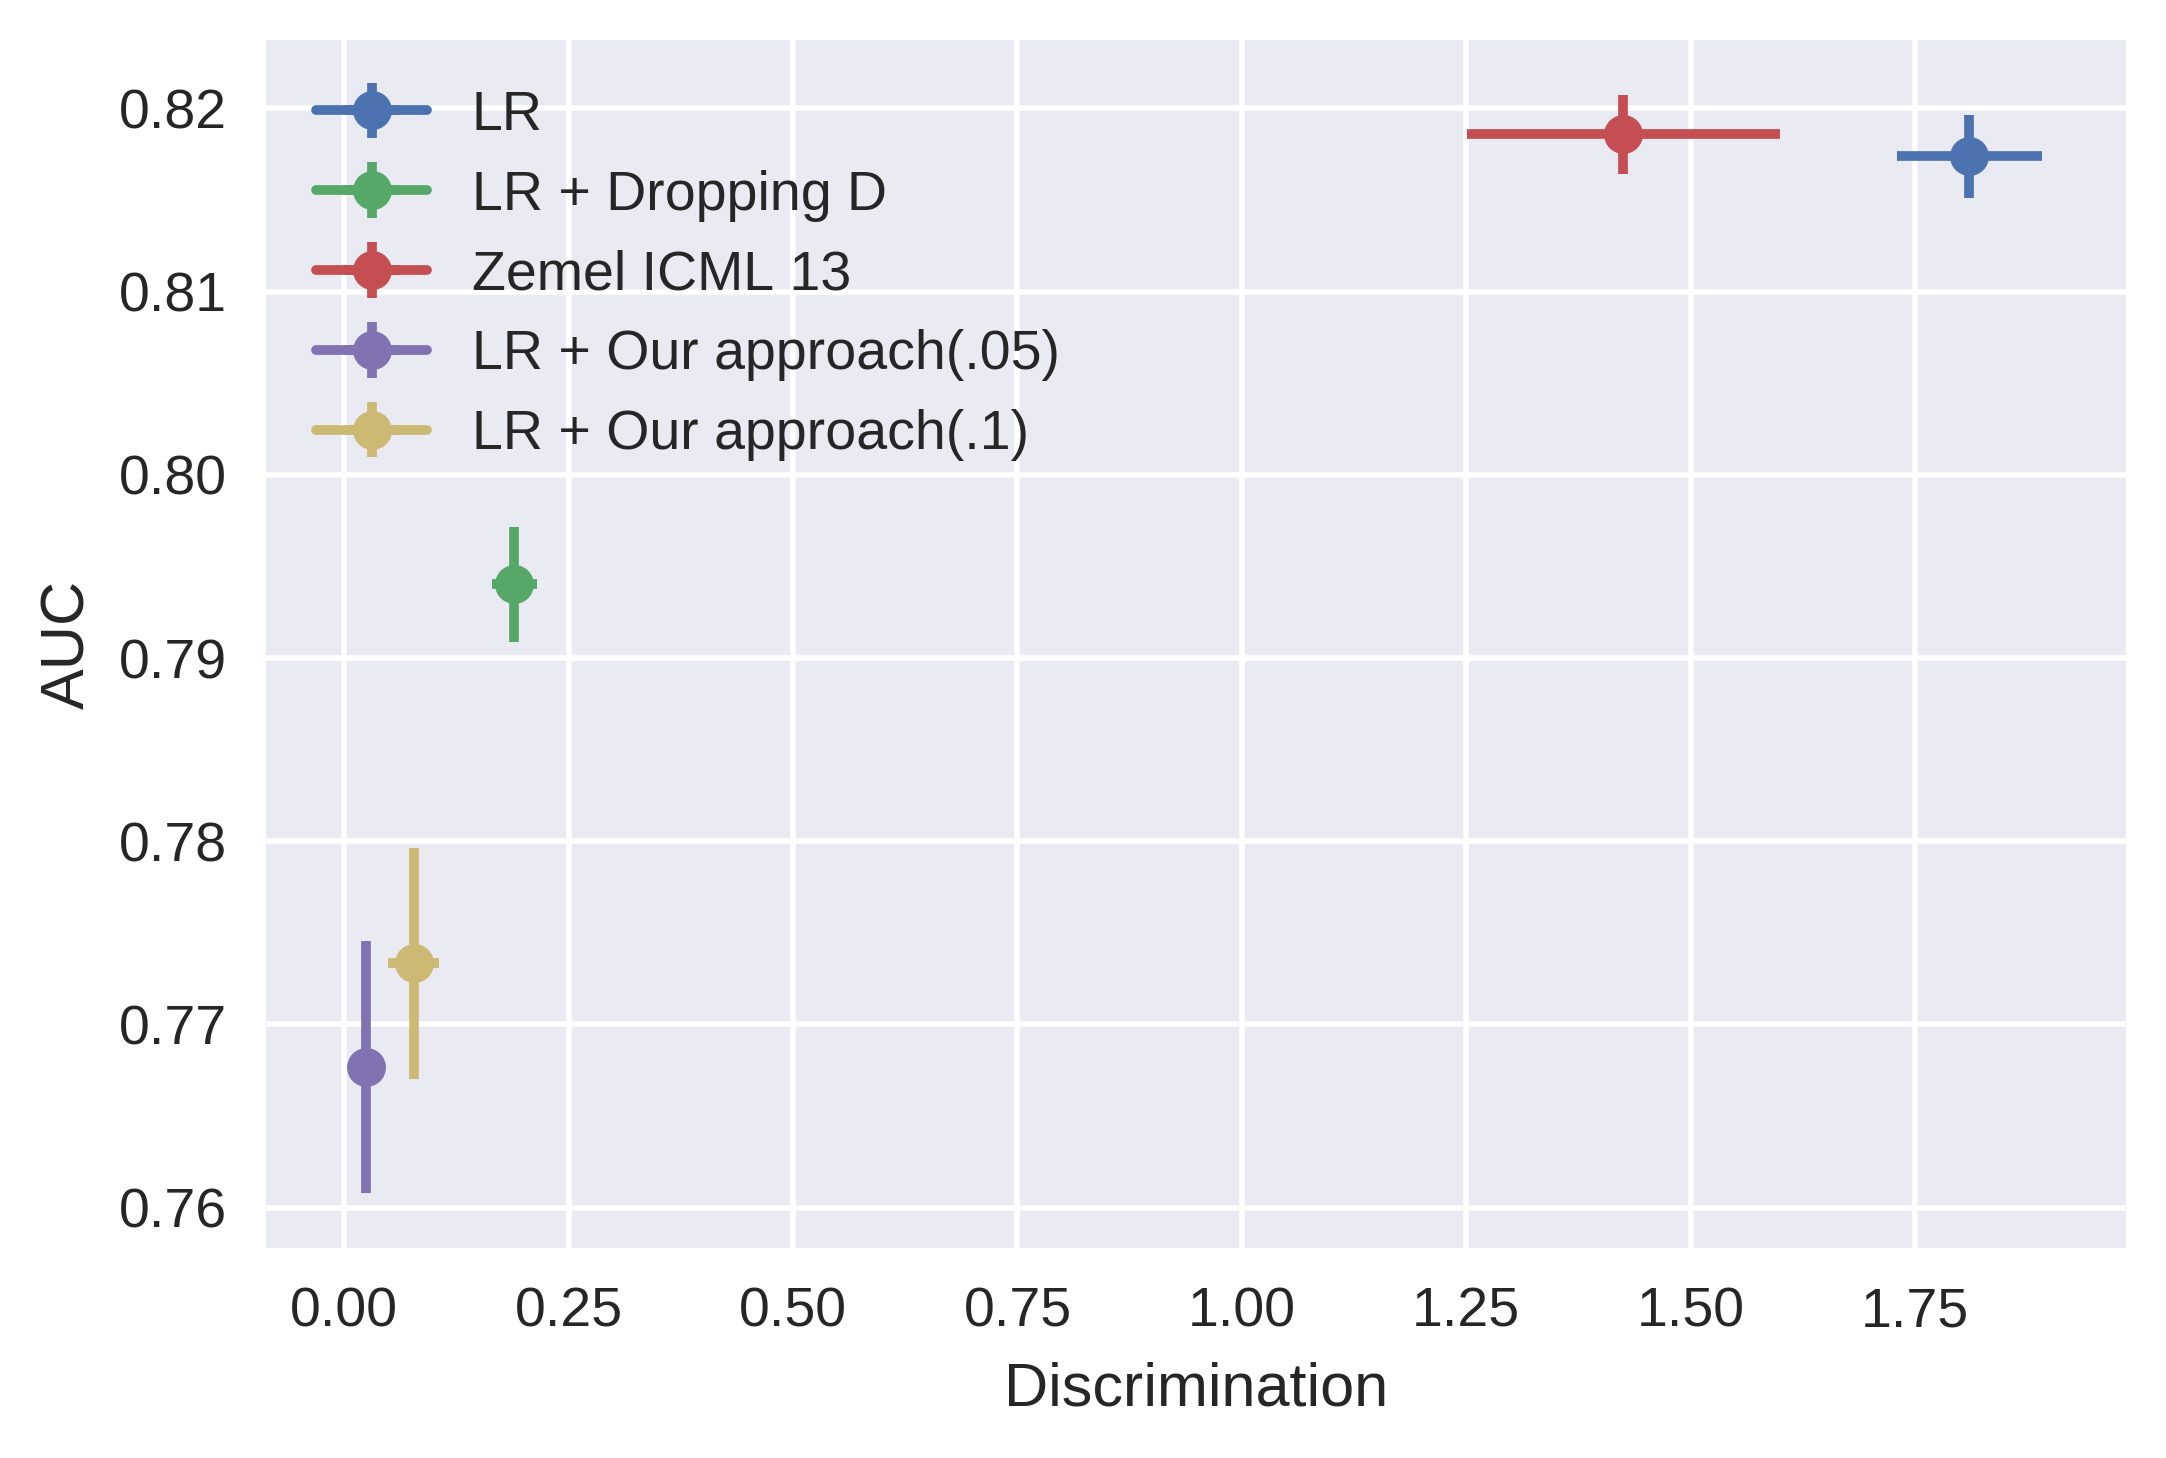 0.82
0.81
0.80
0.79
0.78
0.77
0.76
AUC
LR
LR + Dropping D
Zemel ICML 13
LR + Our approach(.05)
LR + Our approach(.1)
0.00 0.25 0.50 0.75 1.00 1.25 1.50 1.75
Discrimination